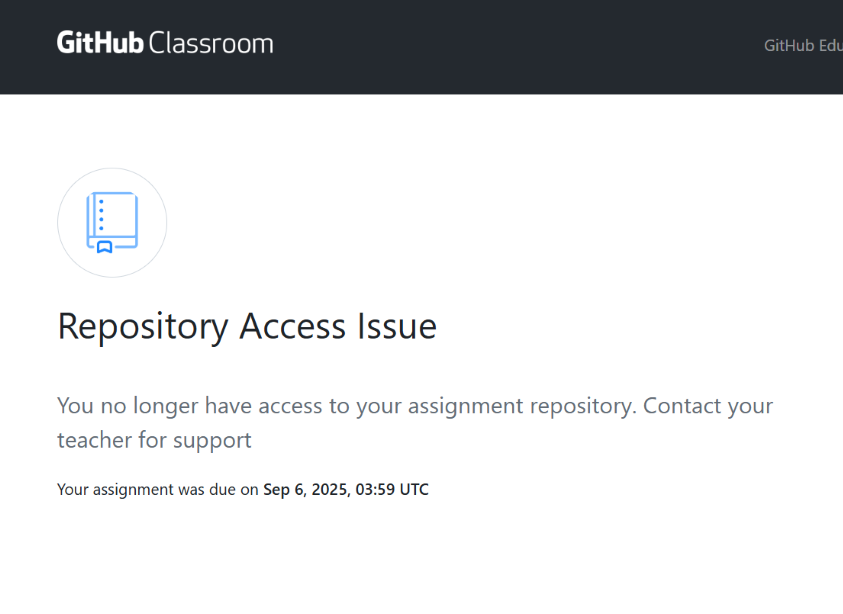 GitHub Classroom
GitHub Edu
Repository Access Issue
You no longer have access to your assignment repository. Contact your
teacher for support
Your assignment was due on Sep 6, 2025, 03:59 UTC